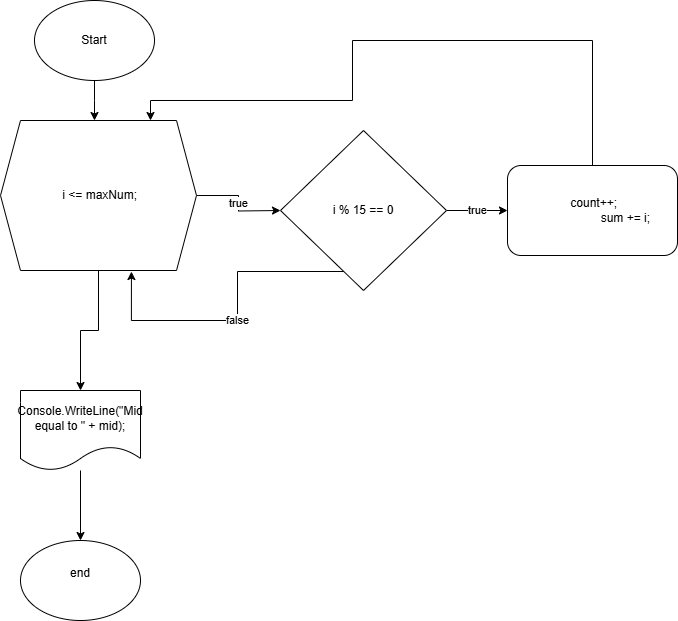 Start
i <= maxNum;
true
i % 15 == 0
true
count++;
sum += i;
false
Console.WriteLine("Mid
equal to " + mid);
end